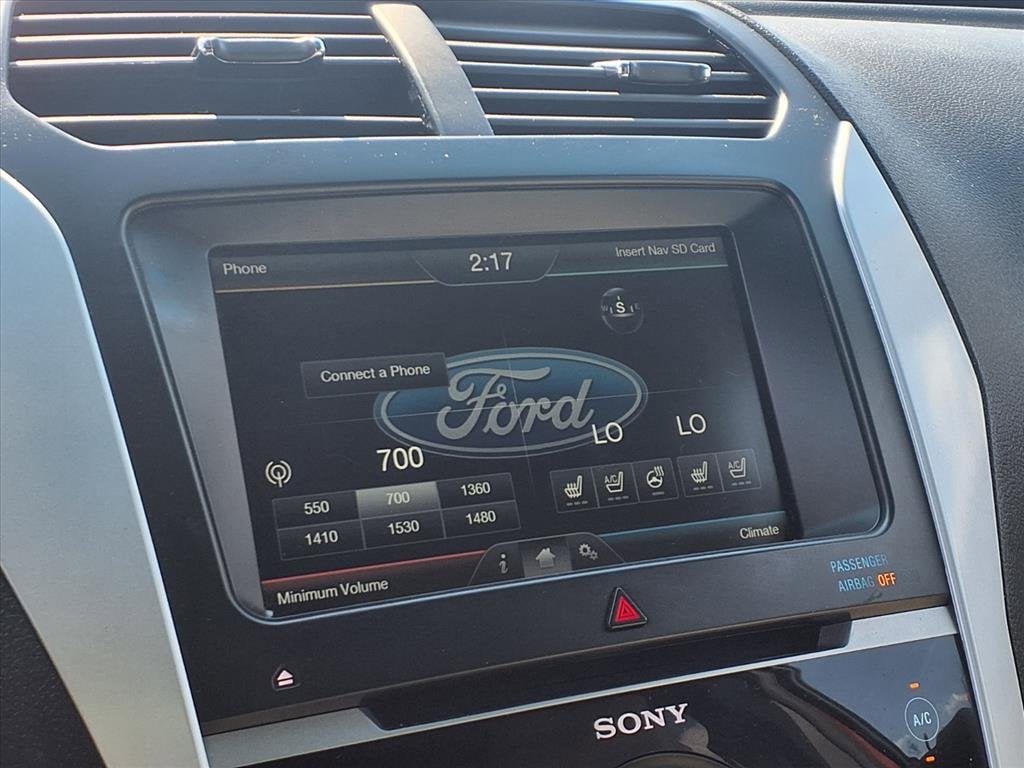 Phone
2:17
Insert Nav SD Card
W S E
Connect a Phone
Ford
LO LO
700
A/C A/C
550 700 1360
1410 1530 1480
i
Climate
Minimum Volume
PASSENGER
AIRBAG OFF
SONY
A/C